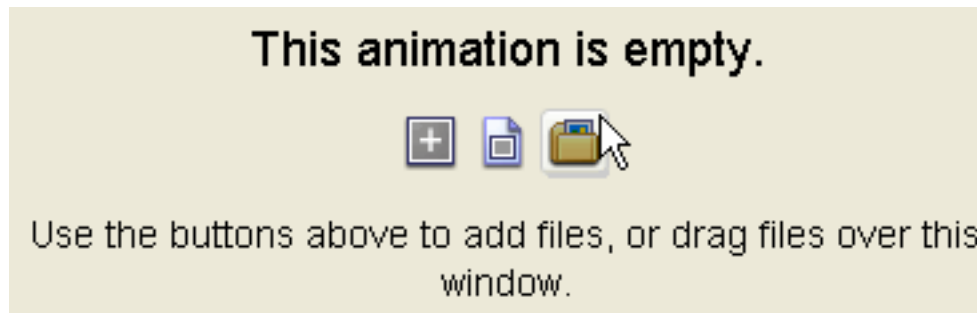 This animation is empty.
Use the buttons above to add files, or drag files over this
window.